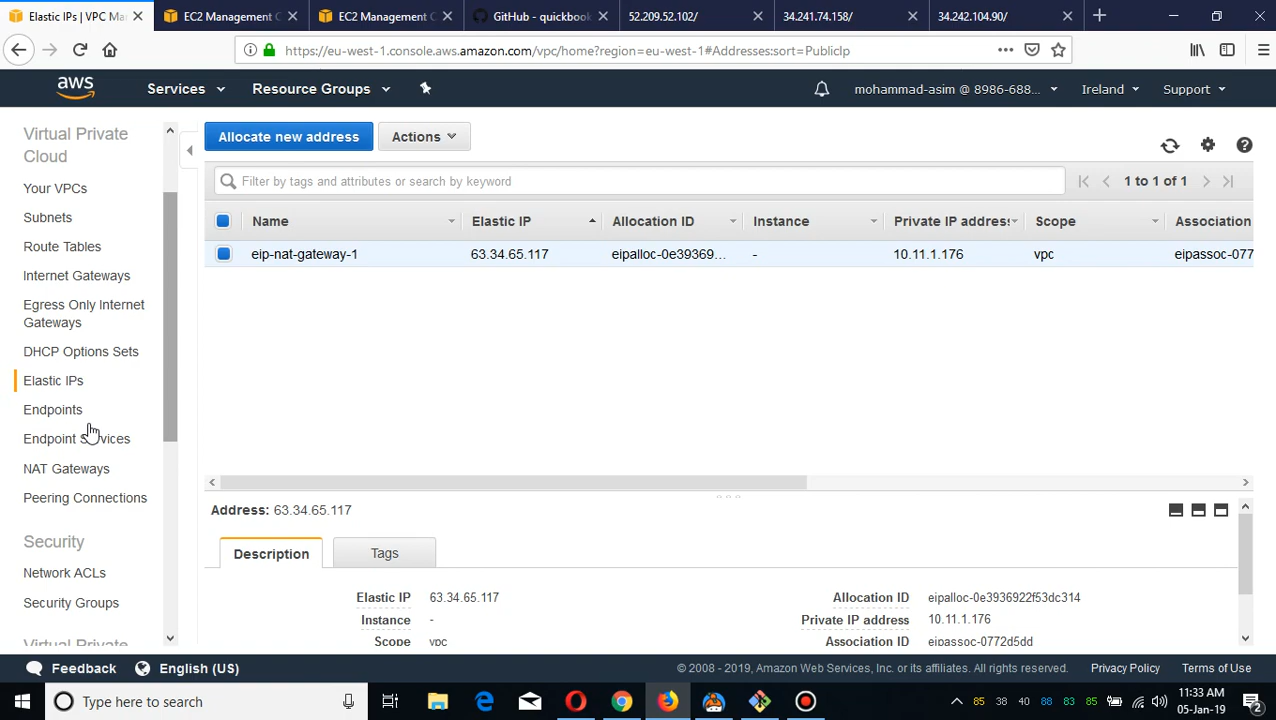 Elastic IPs | VPC Ma
EC2 Management C
EC2 Management C
GitHub - quickbook
52.209.52.102/
34.241.74.158/
34.242.104.90/
https://eu-west-1.console.aws.amazon.com/vpc/home?region=eu-west-1#Addresses:sort=PublicIp
aws
Services
Resource Groups
mohammad-asim @ 8986-688...
Ireland
Support
Virtual Private
Cloud
Your VPCs
Subnets
Route Tables
Internet Gateways
Egress Only Internet
Gateways
DHCP Options Sets
Elastic IPs
Endpoints
Endpoint Services
NAT Gateways
Peering Connections
Security
Network ACLs
Security Groups
Virtual Private
Allocate new address
Actions
Filter by tags and attributes or search by keyword
1 to 1 of 1
Name
Elastic IP
Allocation ID
Instance
Private IP address
Scope
Association
eip-nat-gateway-1
63.34.65.117
eipalloc-0e39369...
-
10.11.1.176
vpc
eipassoc-077
Address: 63.34.65.117
Description
Tags
Elastic IP 63.34.65.117
Allocation ID eipalloc-0e3936922f53dc314
Instance -
Private IP address 10.11.1.176
Scope vpc
Association ID eipassoc-0772d5dd
Feedback
English (US)
© 2008 - 2019, Amazon Web Services, Inc. or its affiliates. All rights reserved.
Privacy Policy
Terms of Use
Type here to search
85 38 40 88 83 85
11:33 AM
05-Jan-19
2